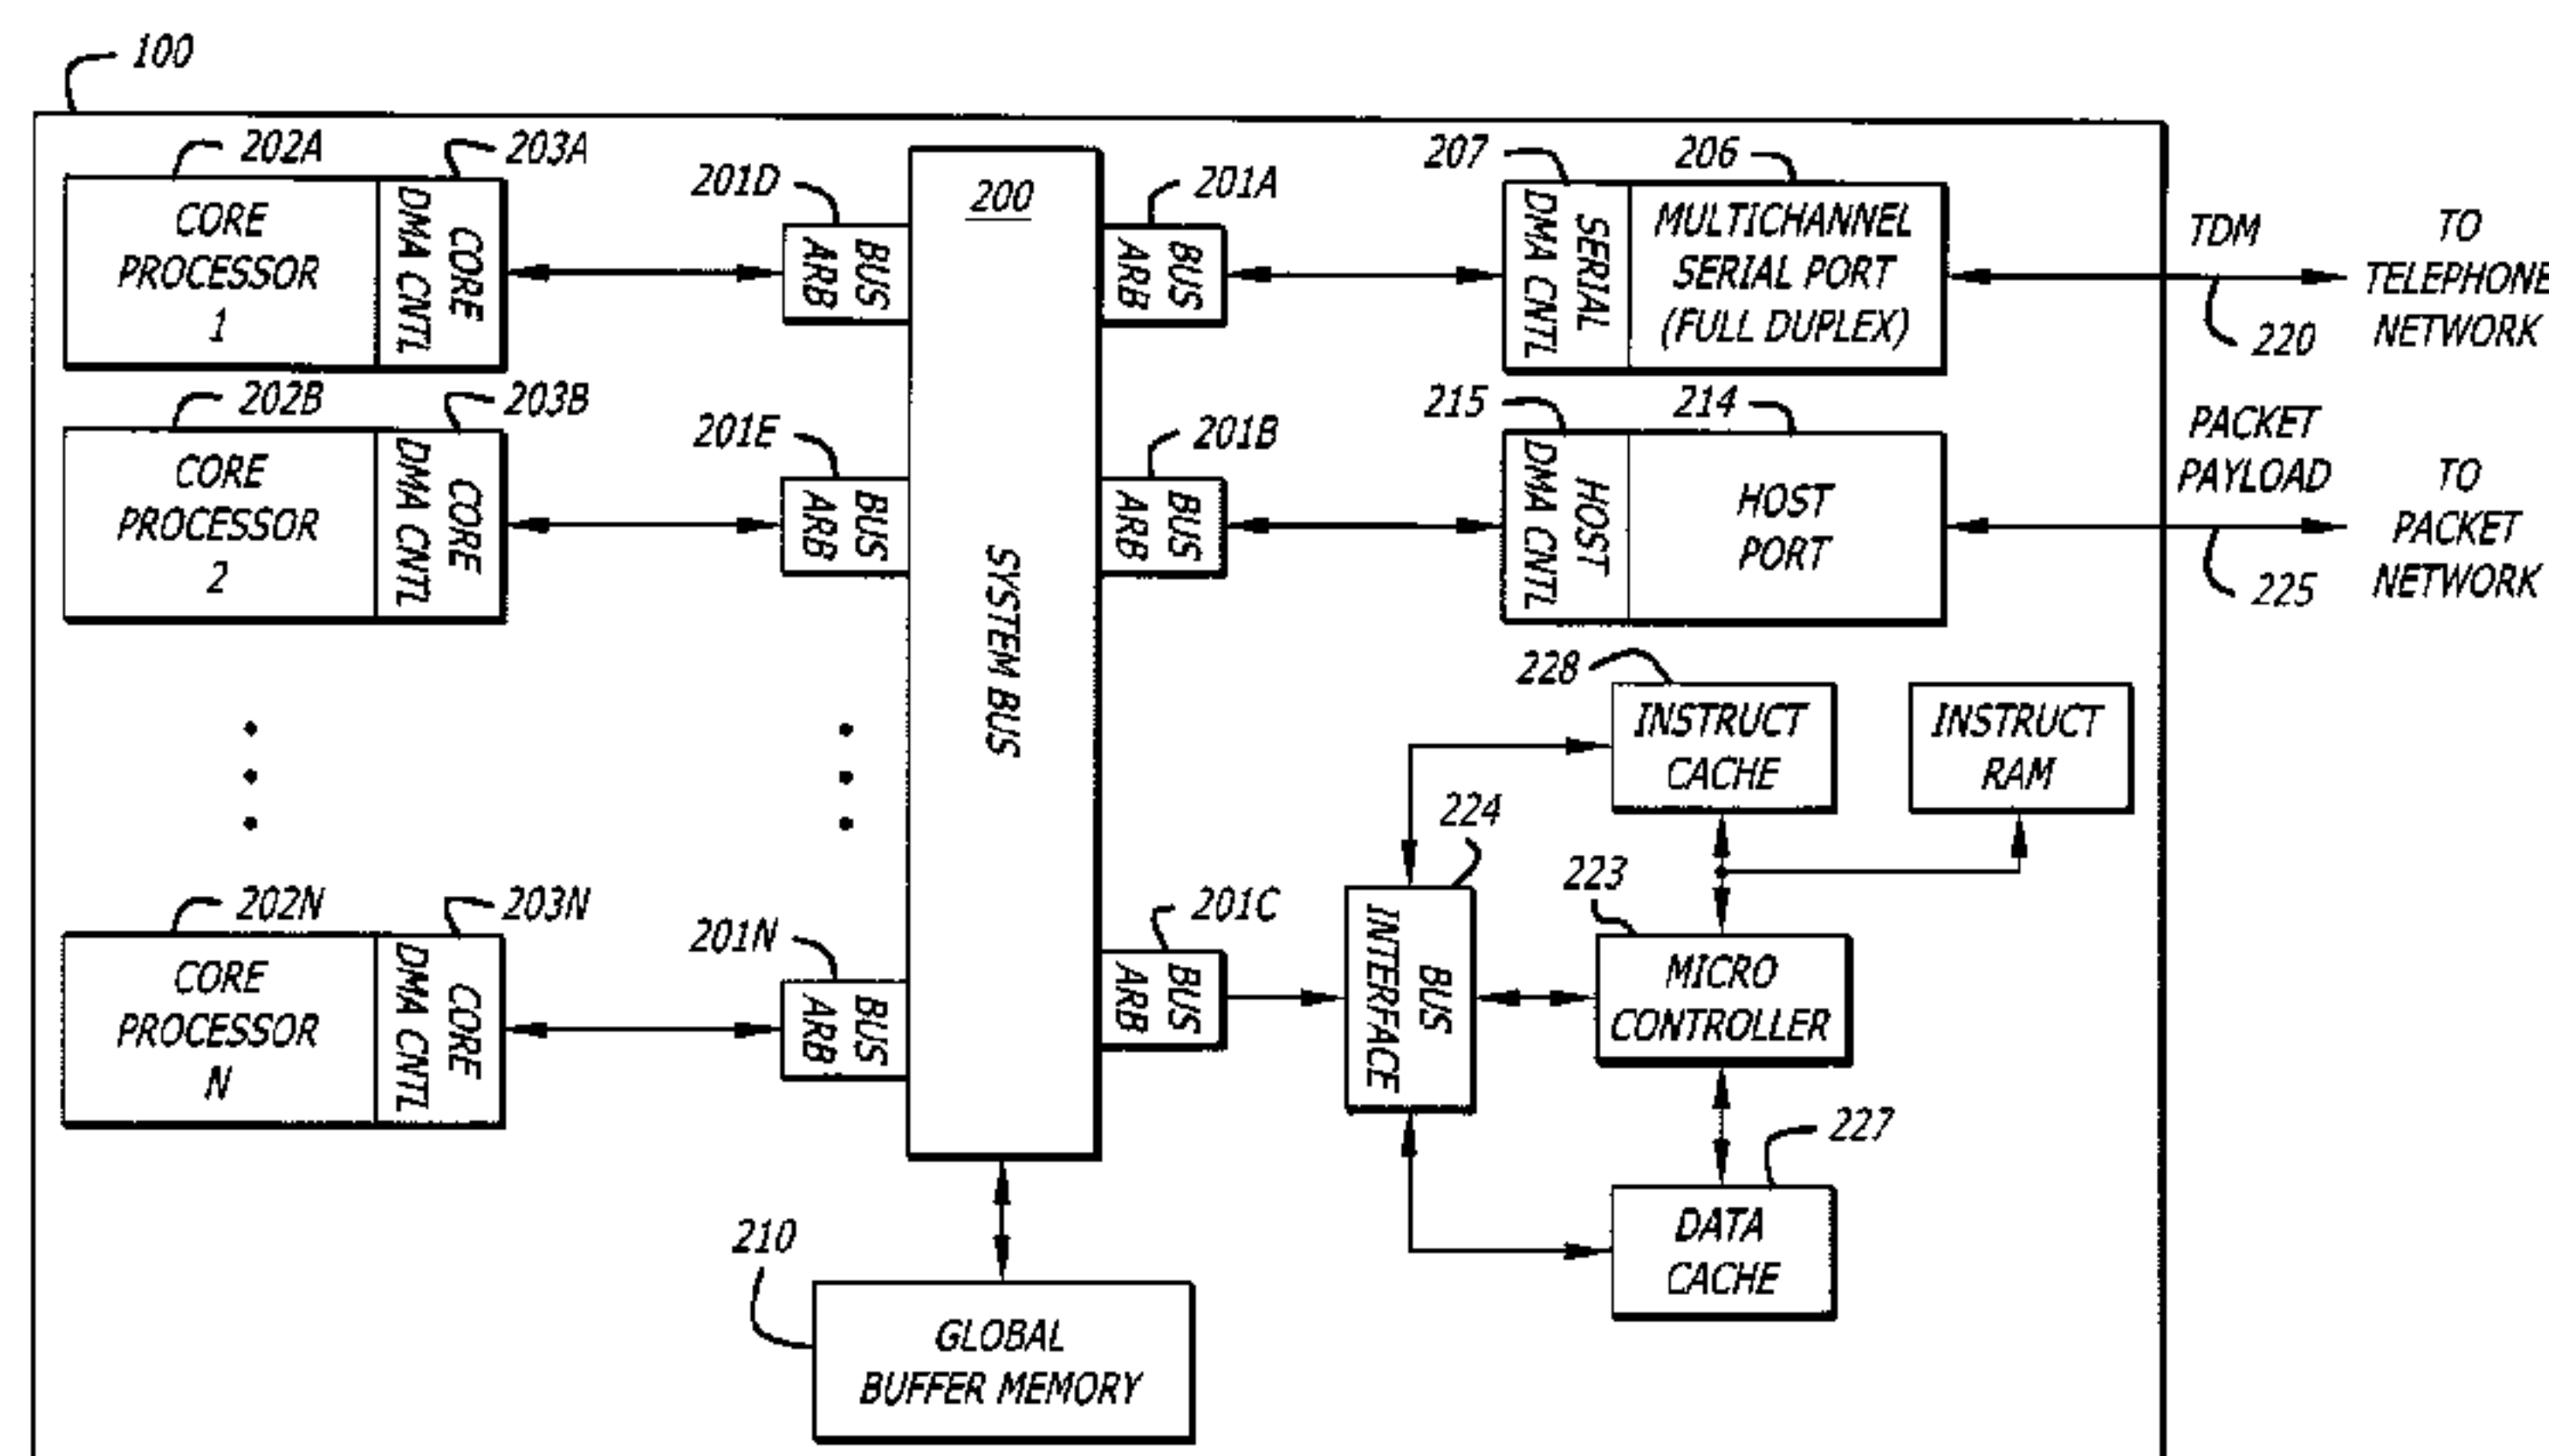 100
202A
203A
CORE
PROCESSOR
1
CORE
DMA CNTL
201D
BUS
ARB
200
SYSTEM BUS
201A
BUS
ARB
207
SERIAL
DMA CNTL
206
MULTICHANNEL
SERIAL PORT
(FULL DUPLEX)
TDM
220
TO
TELEPHONE
NETWORK
202B
203B
CORE
PROCESSOR
2
CORE
DMA CNTL
201E
BUS
ARB
201B
BUS
ARB
215
HOST
DMA CNTL
214
HOST
PORT
PACKET
PAYLOAD
225
TO
PACKET
NETWORK
228
INSTRUCT
CACHE
INSTRUCT
RAM
224
BUS
INTERFACE
223
MICRO
CONTROLLER
202N
203N
CORE
PROCESSOR
N
CORE
DMA CNTL
201N
BUS
ARB
201C
BUS
ARB
227
DATA
CACHE
210
GLOBAL
BUFFER MEMORY